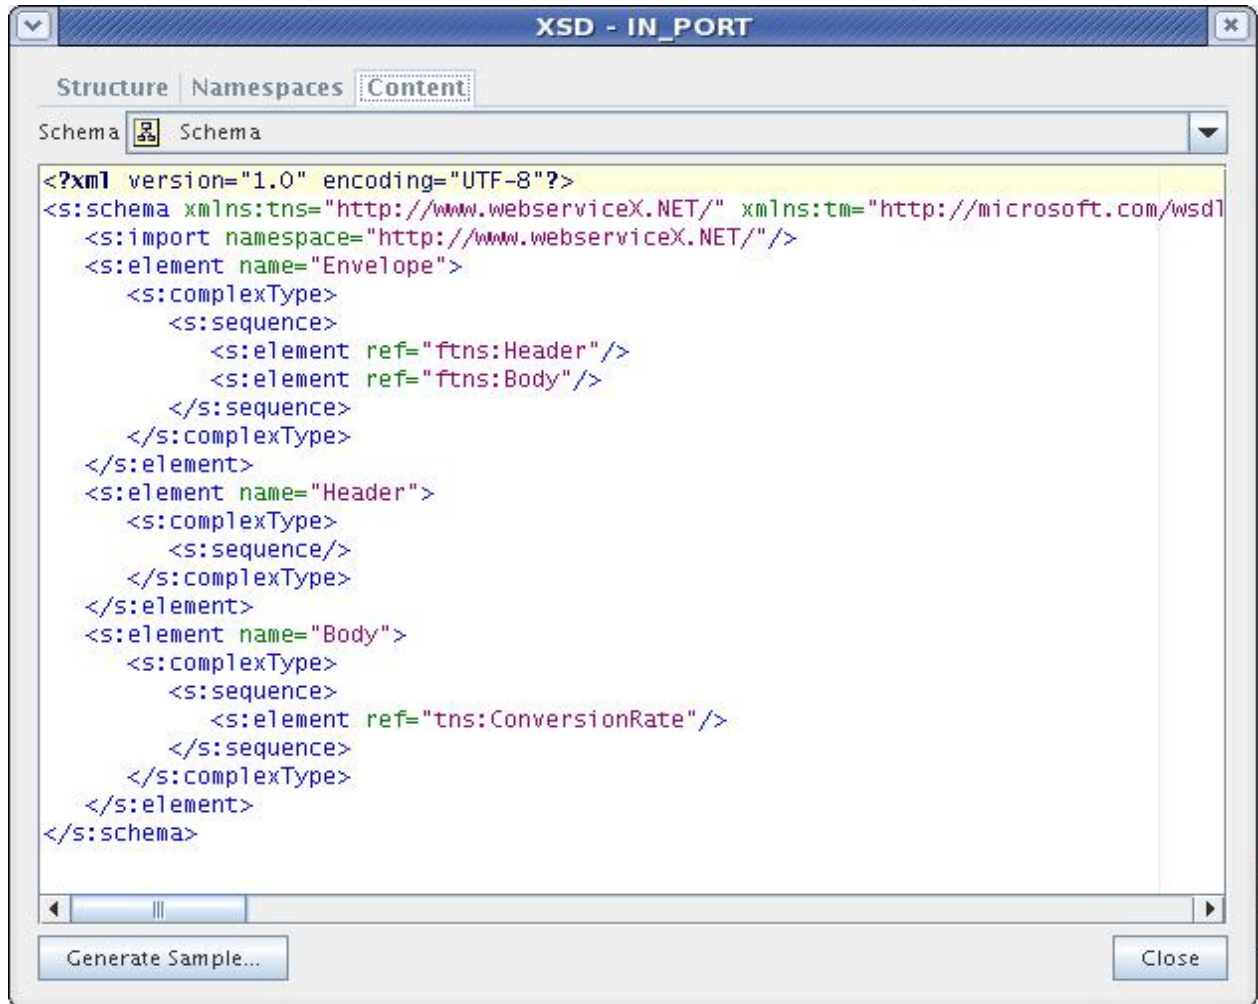 XSD - IN_PORT
Structure | Namespaces Content
Schema Schema
<?xml version="1.0" encoding="UTF-8"?>
<s:schema xmlns:tns="http://www.webserviceX.NET/" xmlns:tm="http://microsoft.com/wsdl
<s:import namespace="http://www.webserviceX.NET/"/>
<s:element name="Envelope">
<s:complexType>
<s:sequence>
<s:element ref="ftns:Header"/>
<s:element ref="ftns:Body"/>
</s:sequence>
</s:complexType>
</s:element>
<s:element name="Header">
<s:complexType>
<s:sequence/>
</s:complexType>
</s:element>
<s:element name="Body">
<s:complexType>
<s:sequence>
<s:element ref="tns:ConversionRate"/>
</s:sequence>
</s:complexType>
</s:element>
</s:schema>
Generate Sample... Close